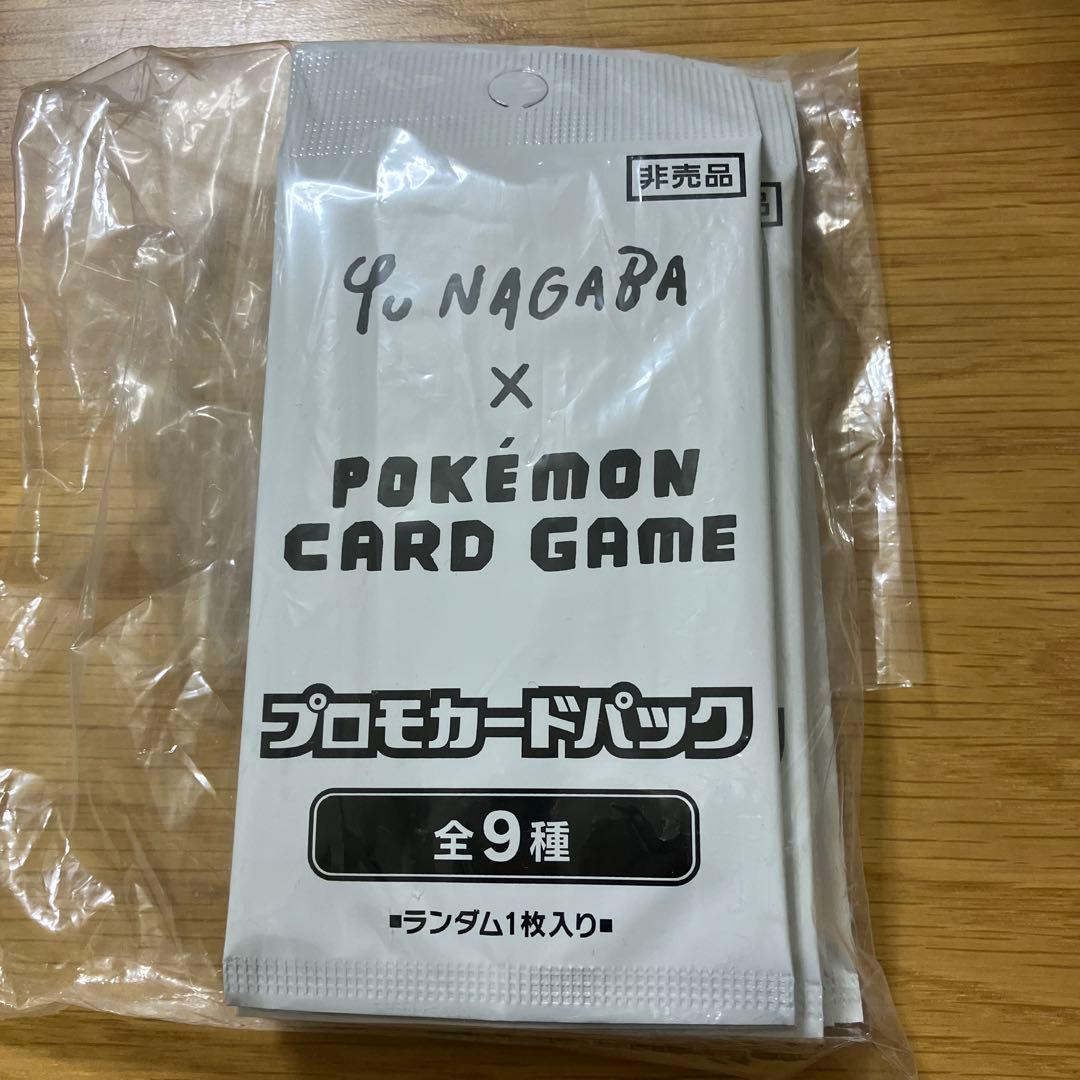 非売品
品
Yu NAGABA
×
POKÉMON
CARD GAME
プロモカードパック
全9種
■ランダム1枚入り■